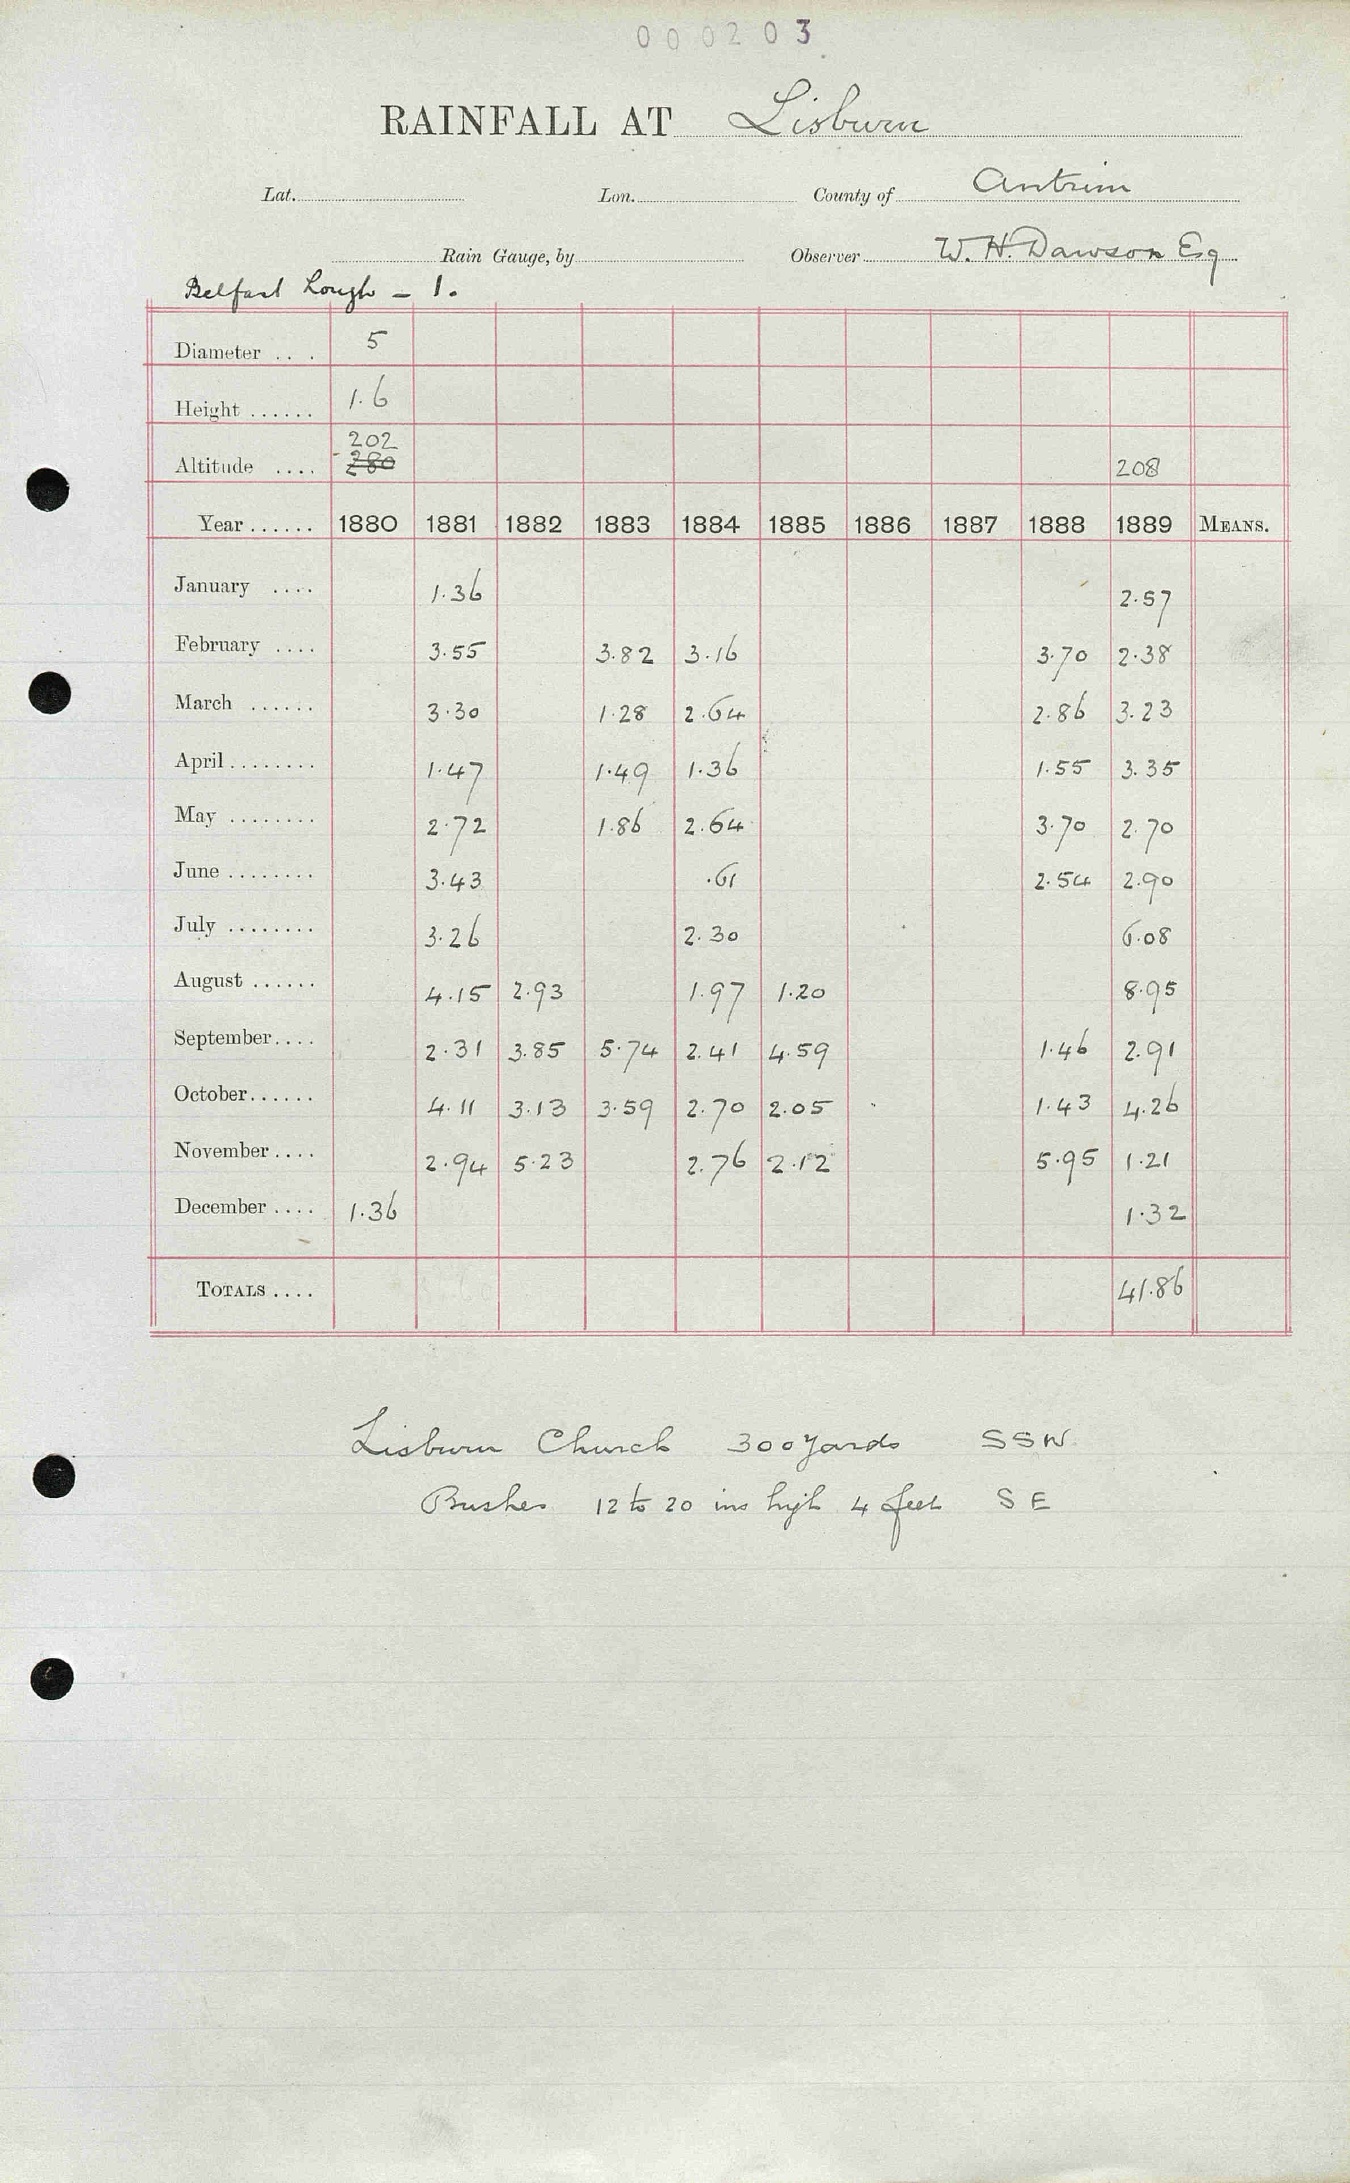 000203
RAINFALL AT Lisburn
Lat. Lon. County of Antrim
Rain Gauge, by Observer W. H. Dawson Esq
Belfast Lough - 1.
Diameter ... 5
Height ...... 1.6
202
Altitude .... 280 208
Year ...... 1880 1881 1882 1883 1884 1885 1886 1887 1888 1889 MEANS.
January .... 1.36 2.57
February .... 3.55 3.82 3.16 3.70 2.38
March ...... 3.30 1.28 2.64 2.86 3.23
April ........ 1.47 1.49 1.36 1.55 3.35
May ........ 2.72 1.86 2.64 3.70 2.70
June ........ 3.43 .61 2.54 2.90
July ........ 3.26 2.30 6.08
August ...... 4.15 2.93 1.97 1.20 8.95
September.... 2.31 3.85 5.74 2.41 4.59 1.46 2.91
October...... 4.11 3.13 3.59 2.70 2.05 1.43 4.26
November.... 2.94 5.23 2.76 2.12 5.95 1.21
December .... 1.36 1.32
TOTALS .... 41.86
Lisburn Church 300 yards SSW
Bushes 12 to 20 ins high 4 feet SE